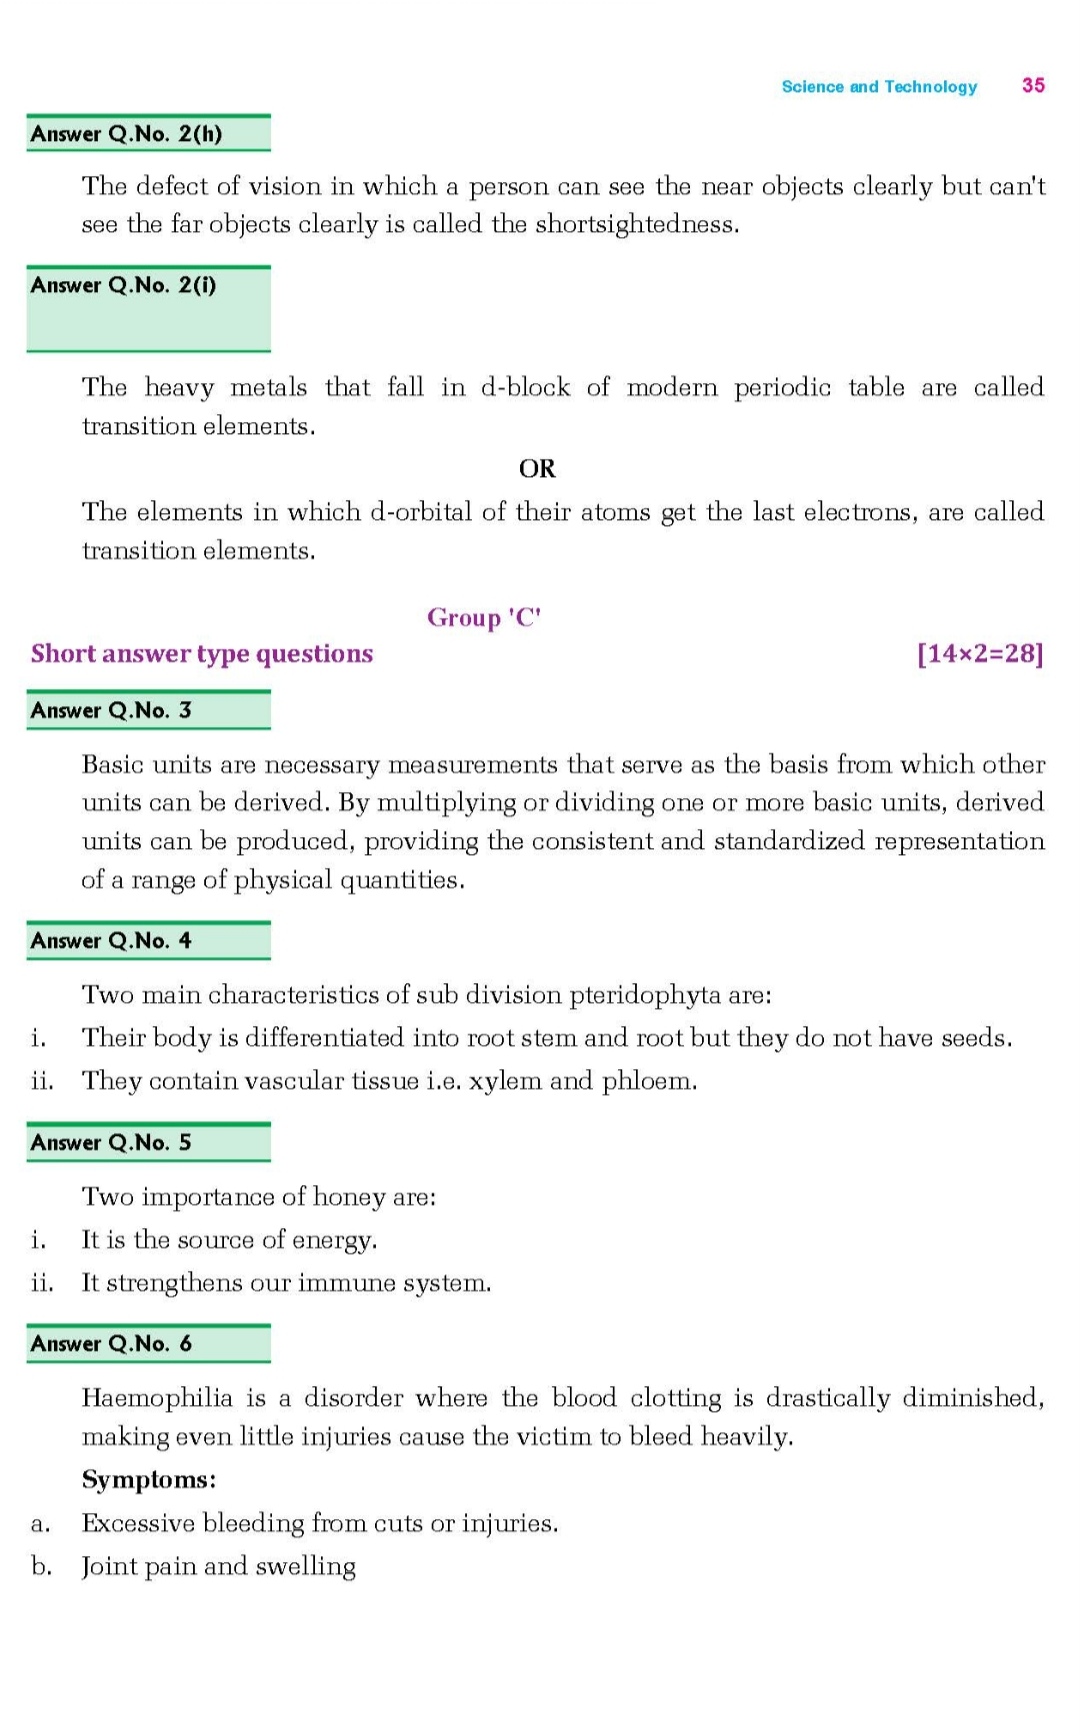 Science and Technology 35
Answer Q.No. 2(h)
The defect of vision in which a person can see the near objects clearly but can't
see the far objects clearly is called the shortsightedness.
Answer Q.No. 2(i)
The heavy metals that fall in d-block of modern periodic table are called
transition elements.
OR
The elements in which d-orbital of their atoms get the last electrons, are called
transition elements.
Group 'C'
Short answer type questions [14×2=28]
Answer Q.No. 3
Basic units are necessary measurements that serve as the basis from which other
units can be derived. By multiplying or dividing one or more basic units, derived
units can be produced, providing the consistent and standardized representation
of a range of physical quantities.
Answer Q.No. 4
Two main characteristics of sub division pteridophyta are:
i. Their body is differentiated into root stem and root but they do not have seeds.
ii. They contain vascular tissue i.e. xylem and phloem.
Answer Q.No. 5
Two importance of honey are:
i. It is the source of energy.
ii. It strengthens our immune system.
Answer Q.No. 6
Haemophilia is a disorder where the blood clotting is drastically diminished,
making even little injuries cause the victim to bleed heavily.
Symptoms:
a. Excessive bleeding from cuts or injuries.
b. Joint pain and swelling